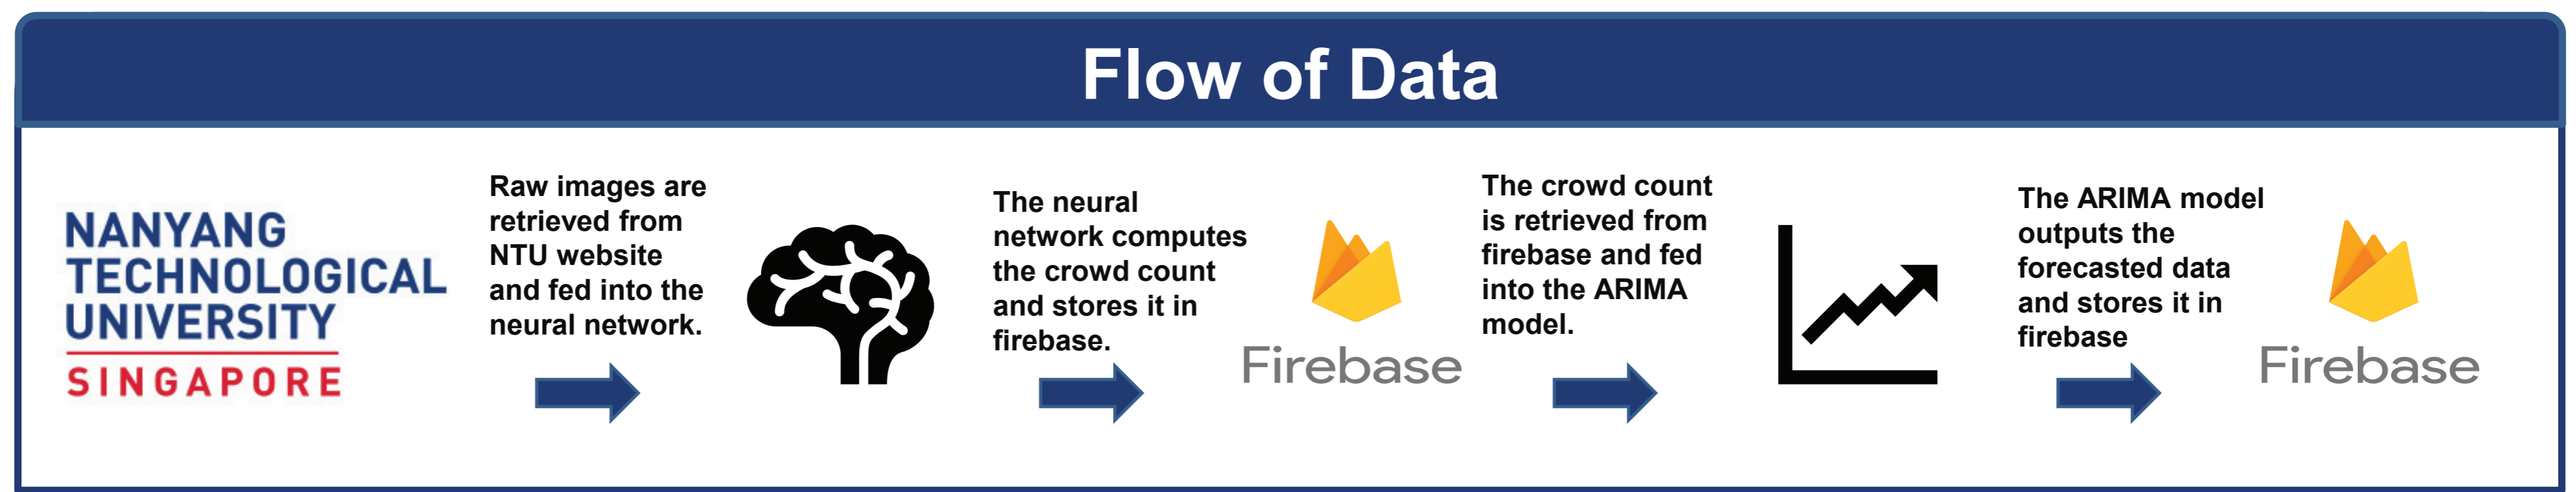 Flow of Data
NANYANG
TECHNOLOGICAL
UNIVERSITY
SINGAPORE
Raw images are
retrieved from
NTU website
and fed into the
neural network.
The neural
network computes
the crowd count
and stores it in
firebase.
Firebase
The crowd count
is retrieved from
firebase and fed
into the ARIMA
model.
The ARIMA model
outputs the
forecasted data
and stores it in
firebase
Firebase